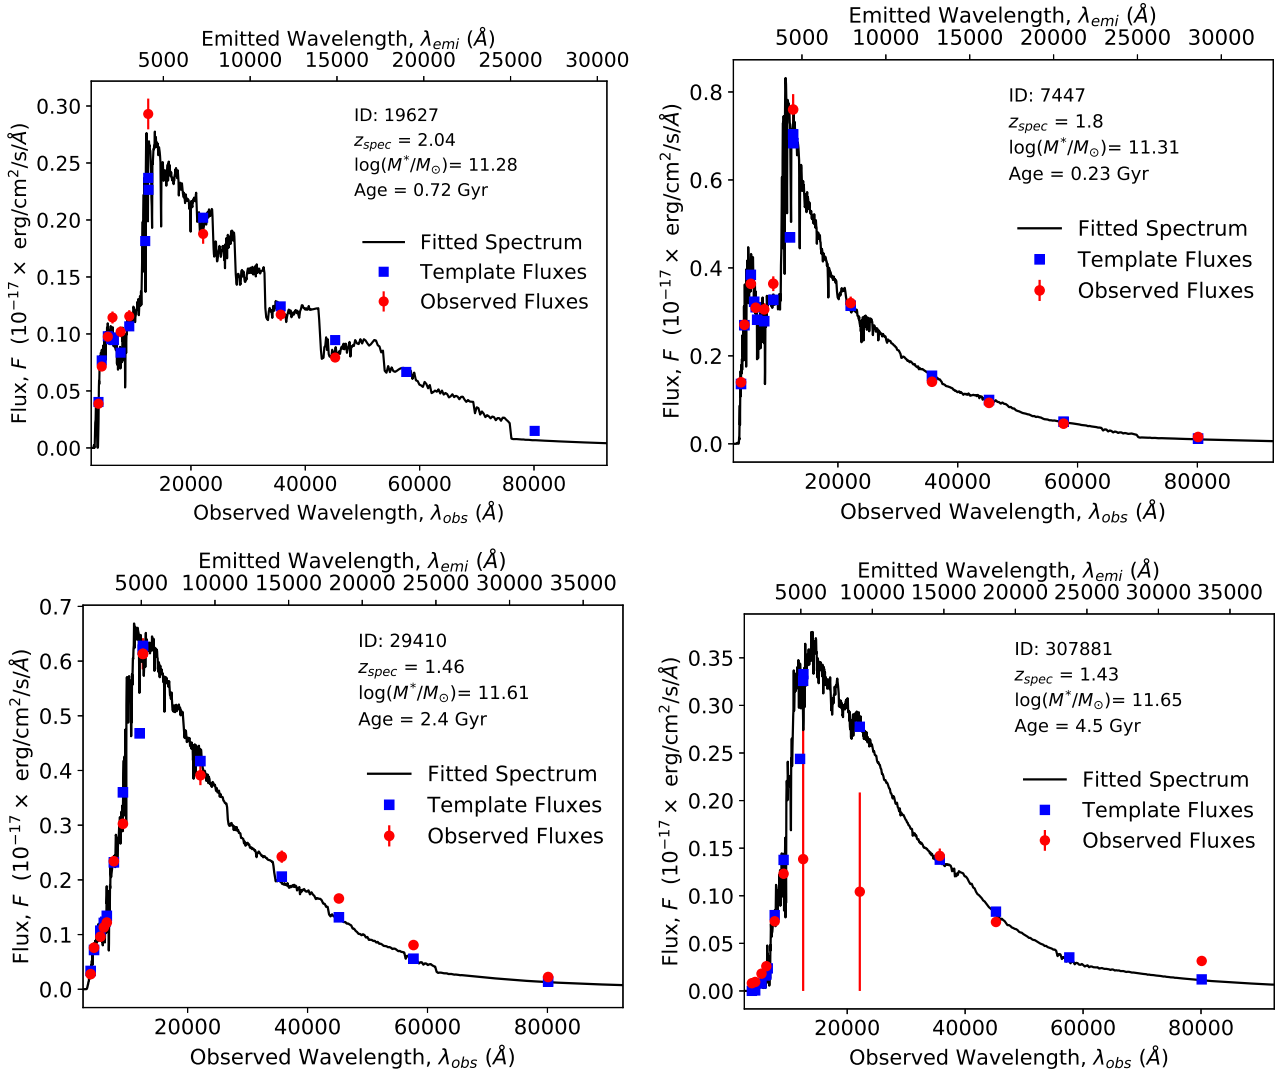 Emitted Wavelength, λemi (Å)
5000 10000 15000 20000 25000 30000
0.30
0.25
0.20
0.15
0.10
0.05
0.00
Flux, F (10⁻¹⁷× erg/cm²/s/Å)
ID: 19627
zspec = 2.04
log(M*/M⊙)= 11.28
Age = 0.72 Gyr
Fitted Spectrum
Template Fluxes
Observed Fluxes
20000 40000 60000 80000
Observed Wavelength, λobs (Å)
Emitted Wavelength, λemi (Å)
5000 10000 15000 20000 25000 30000
0.8
0.6
0.4
0.2
0.0
Flux, F (10⁻¹⁷× erg/cm²/s/Å)
ID: 7447
zspec = 1.8
log(M*/M⊙)= 11.31
Age = 0.23 Gyr
Fitted Spectrum
Template Fluxes
Observed Fluxes
20000 40000 60000 80000
Observed Wavelength, λobs (Å)
Emitted Wavelength, λemi (Å)
5000 10000 15000 20000 25000 30000 35000
0.7
0.6
0.5
0.4
0.3
0.2
0.1
0.0
Flux, F (10⁻¹⁷× erg/cm²/s/Å)
ID: 29410
zspec = 1.46
log(M*/M⊙)= 11.61
Age = 2.4 Gyr
Fitted Spectrum
Template Fluxes
Observed Fluxes
20000 40000 60000 80000
Observed Wavelength, λobs (Å)
Emitted Wavelength, λemi (Å)
5000 10000 15000 20000 25000 30000 35000
0.35
0.30
0.25
0.20
0.15
0.10
0.05
0.00
Flux, F (10⁻¹⁷× erg/cm²/s/Å)
ID: 307881
zspec = 1.43
log(M*/M⊙)= 11.65
Age = 4.5 Gyr
Fitted Spectrum
Template Fluxes
Observed Fluxes
20000 40000 60000 80000
Observed Wavelength, λobs (Å)